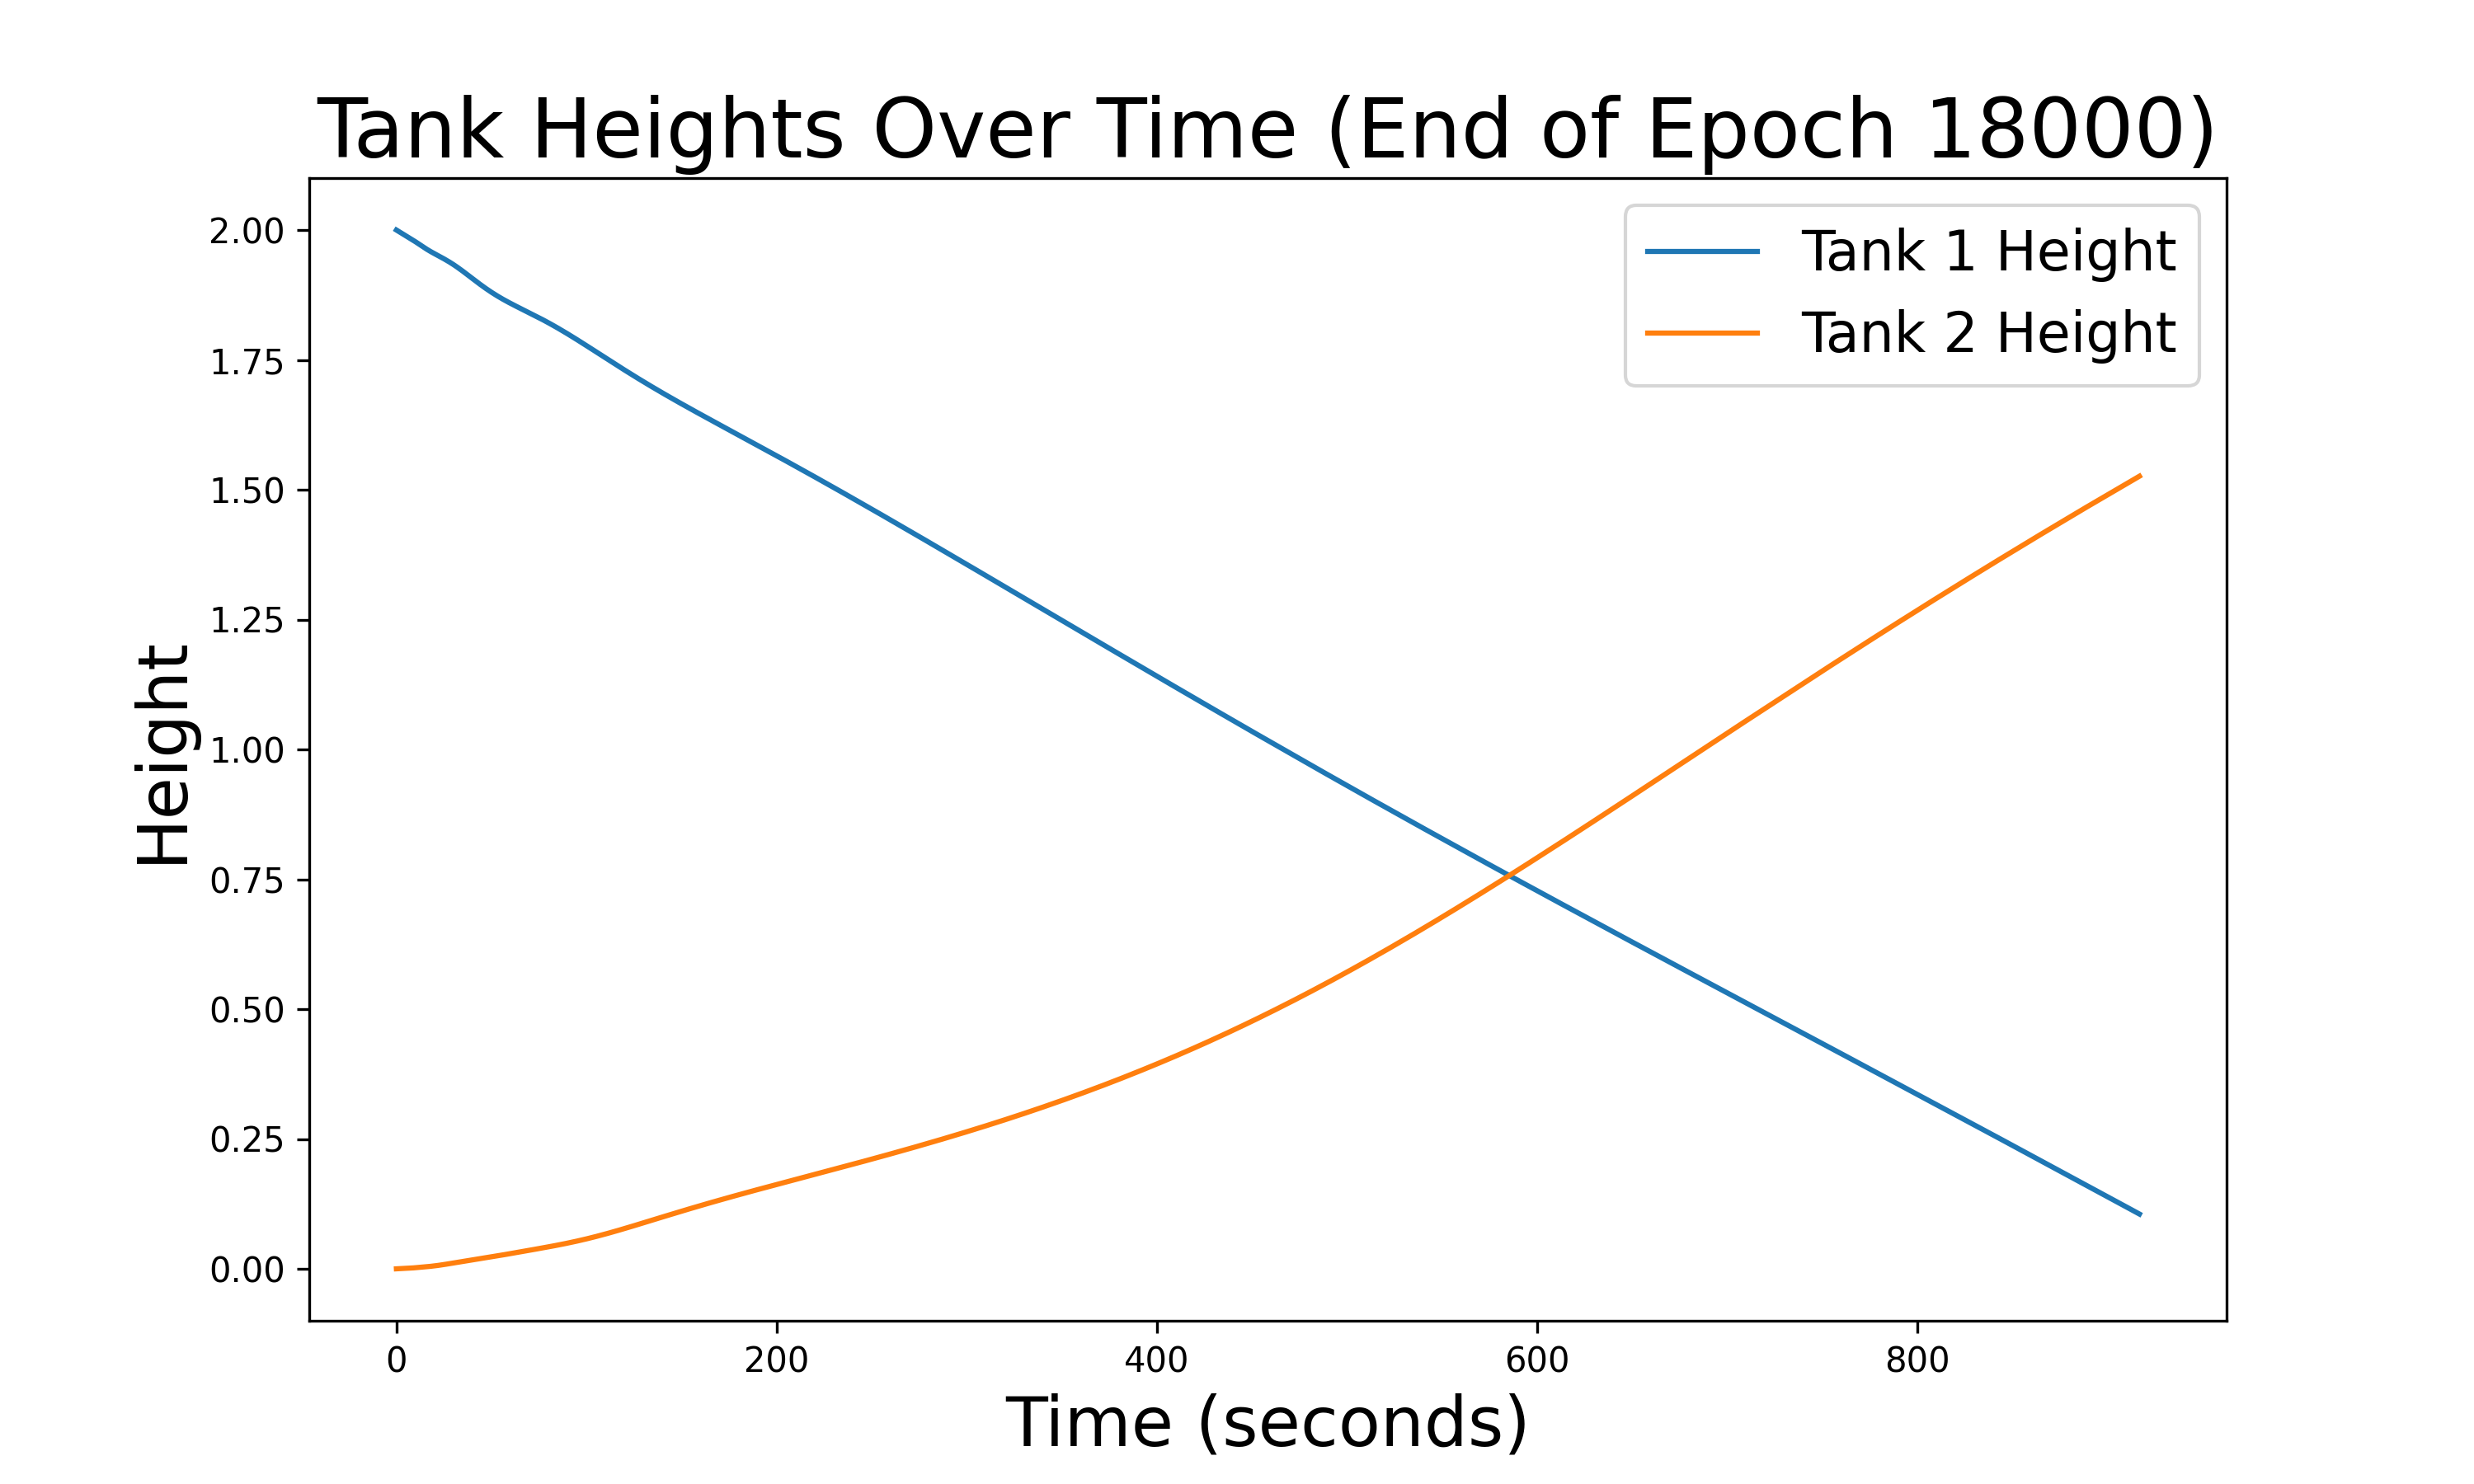 Tank Heights Over Time (End of Epoch 18000)
Tank 1 Height
Tank 2 Height
Height
2.00
1.75
1.50
1.25
1.00
0.75
0.50
0.25
0.00
0 200 400 600 800
Time (seconds)